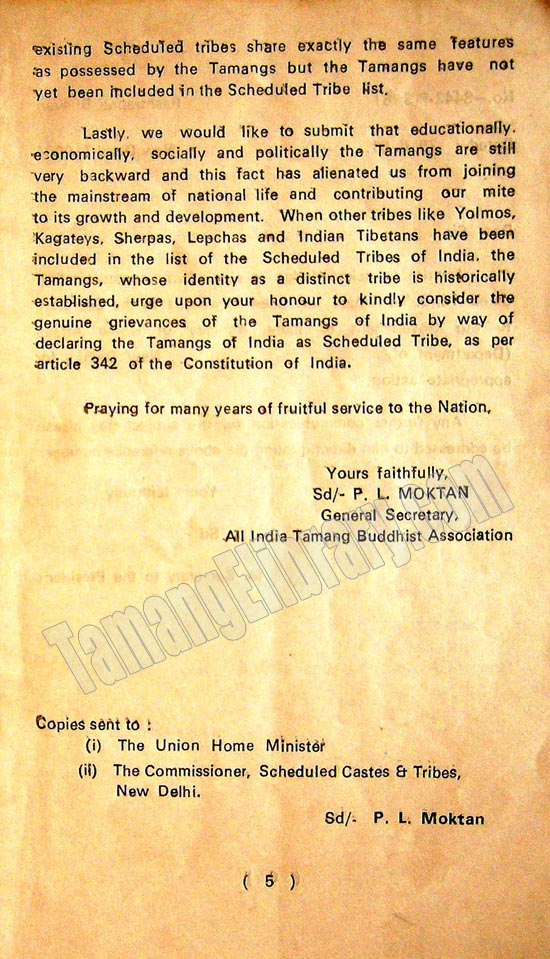 existing Scheduled tribes share exactly the same features
as possessed by the Tamangs but the Tamangs have not
yet been included in the Scheduled Tribe list.
Lastly, we would like to submit that educationally,
economically, socially and politically the Tamangs are still
very backward and this fact has alienated us from joining
the mainstream of national life and contributing our mite
to its growth and development. When other tribes like Yolmos,
Kagateys, Sherpas, Lepchas and Indian Tibetans have been
included in the list of the Scheduled Tribes of India, the
Tamangs, whose identity as a distinct tribe is historically
established, urge upon your honour to kindly consider the
genuine grievances of the Tamangs of India by way of
declaring the Tamangs of India as Scheduled Tribe, as per
article 342 of the Constitution of India.
Praying for many years of fruitful service to the Nation,
Yours faithfully,
Sd/- P. L. MOKTAN
General Secretary,
All India Tamang Buddhist Association
TamangElibrary.com
Copies sent to :
(i) The Union Home Minister
(ii) The Commissioner, Scheduled Castes & Tribes,
New Delhi.
Sd/- P. L. Moktan
( 5 )